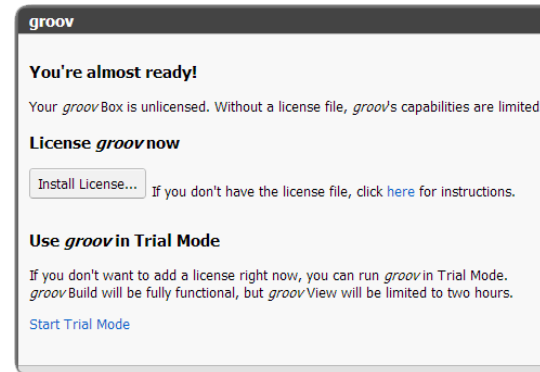 groov
You're almost ready!
Your groov Box is unlicensed. Without a license file, groov's capabilities are limited
License groov now
Install License... If you don't have the license file, click here for instructions.
Use groov in Trial Mode
If you don't want to add a license right now, you can run groov in Trial Mode.
groov Build will be fully functional, but groov View will be limited to two hours.
Start Trial Mode